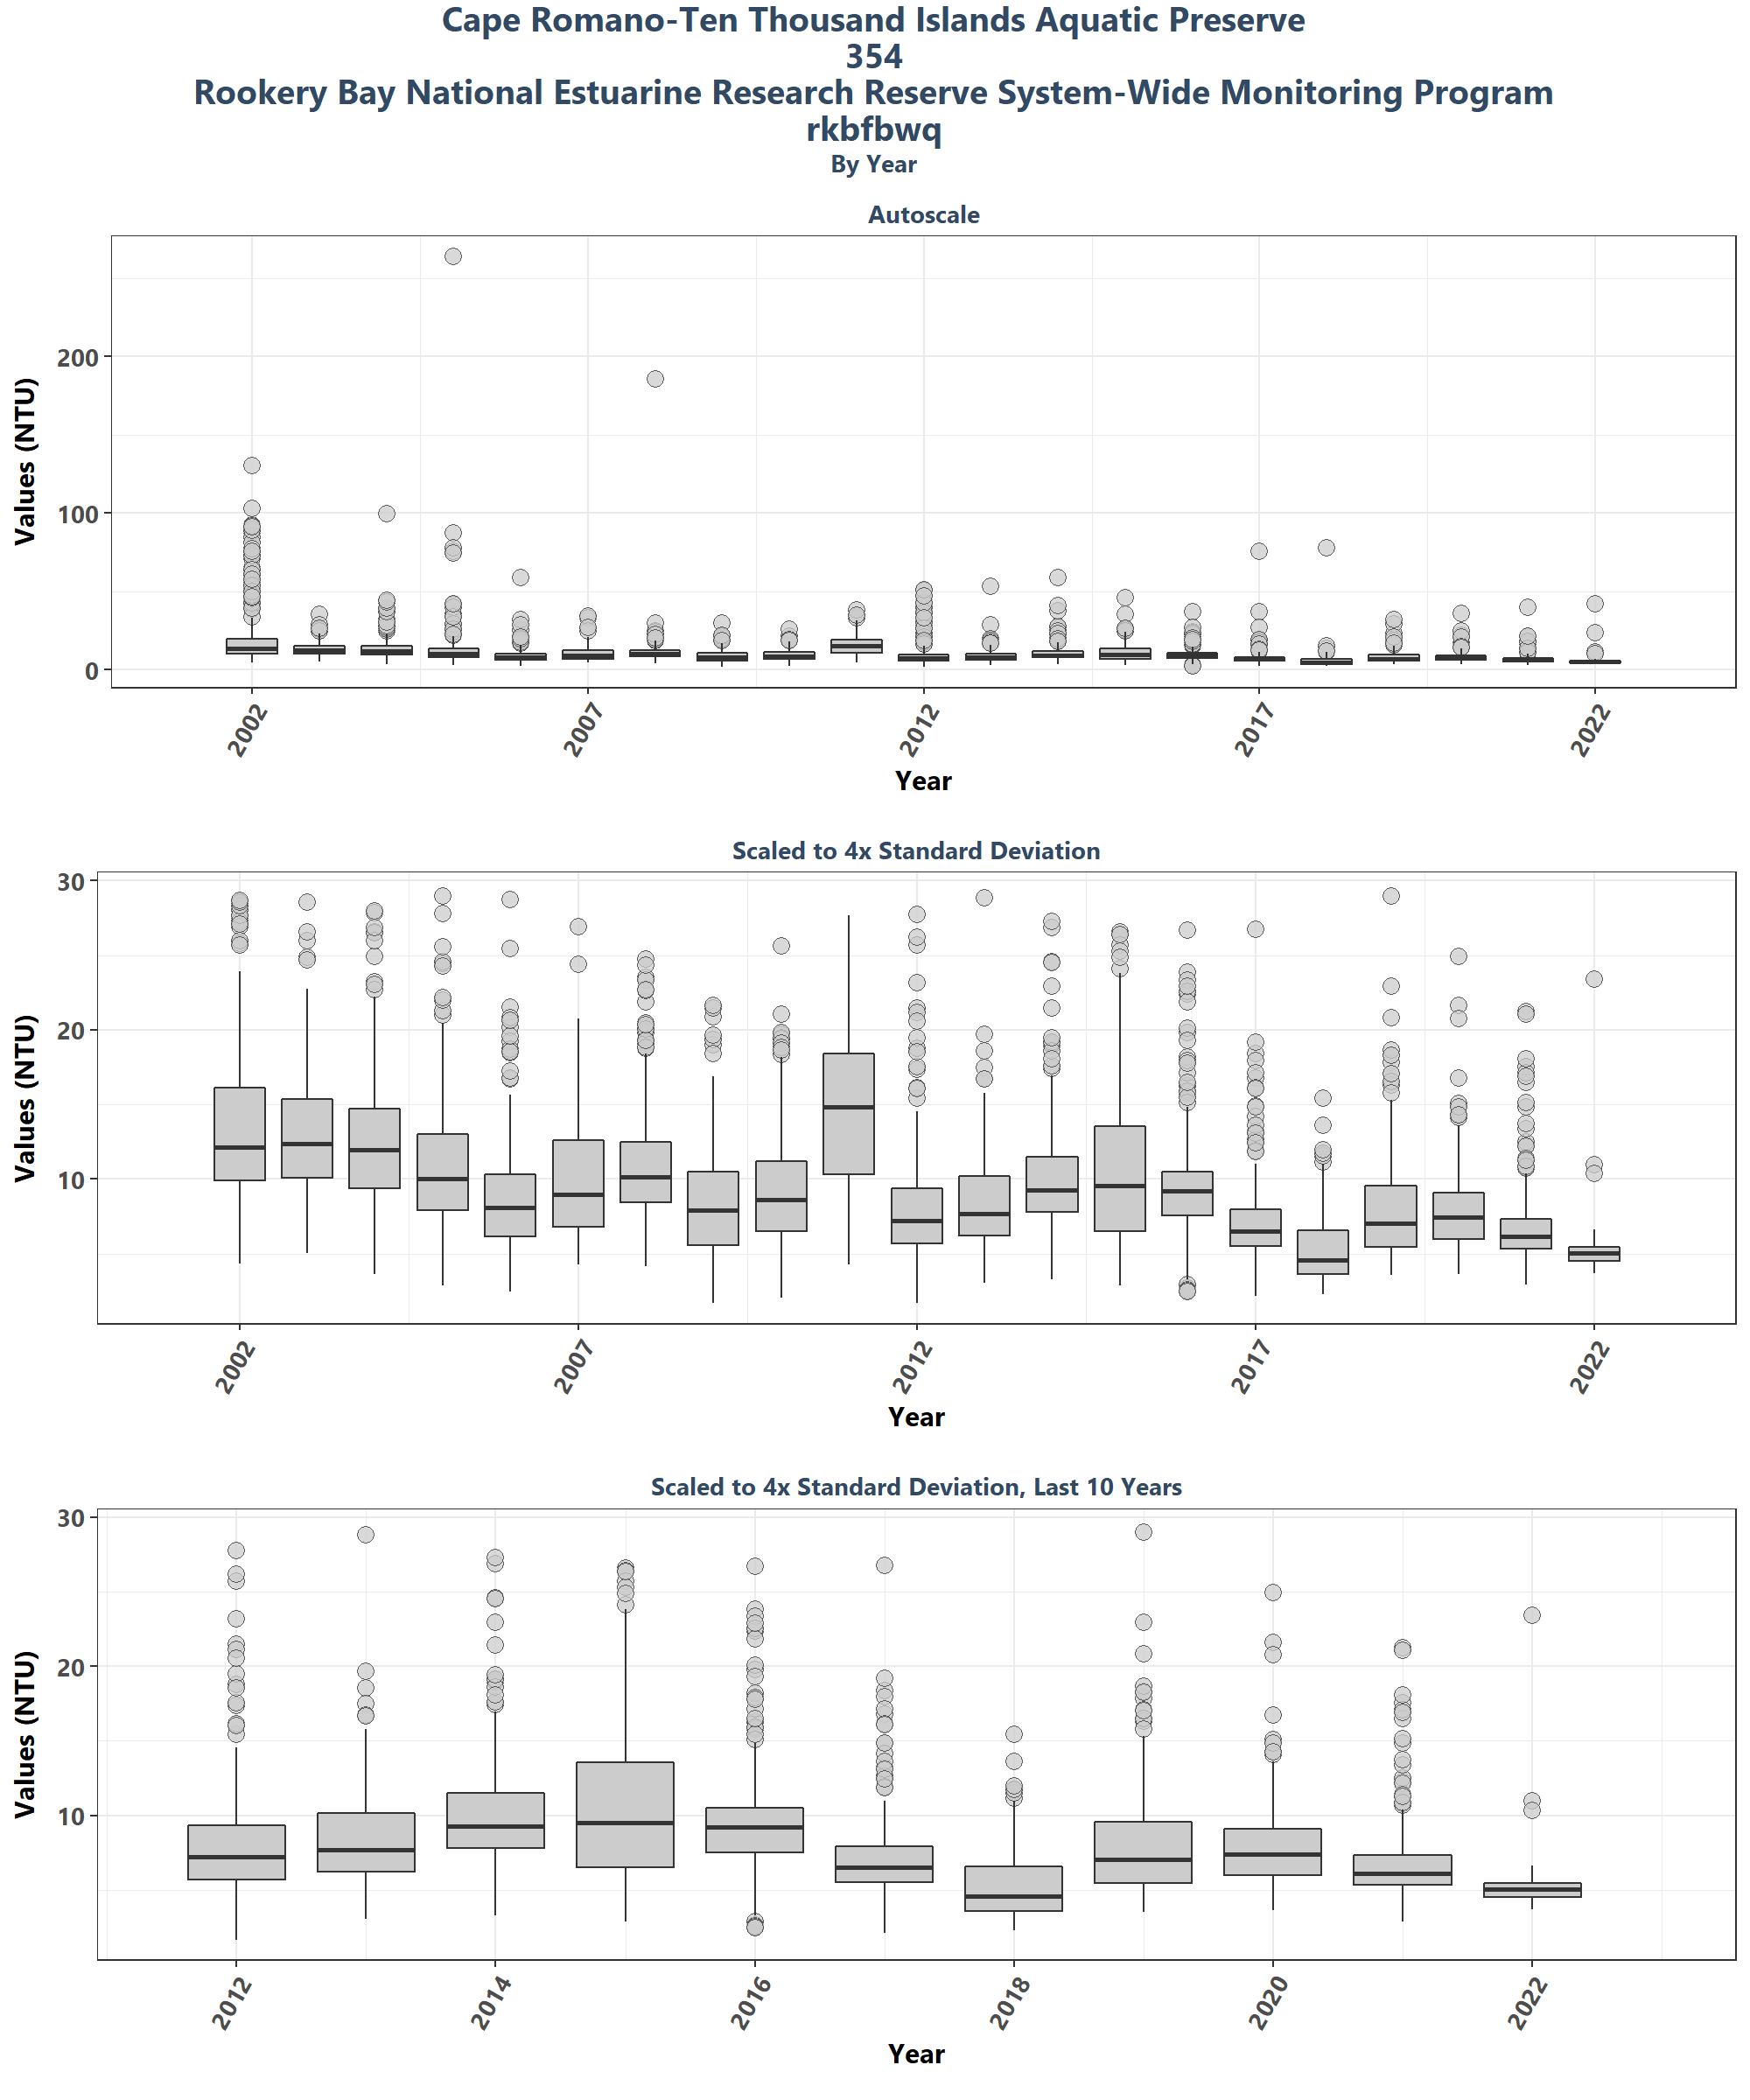 Cape Romano-Ten Thousand Islands Aquatic Preserve
354
Rookery Bay National Estuarine Research Reserve System-Wide Monitoring Program
rkbfbwq
By Year
Autoscale
Values (NTU)
200
100
0
2002
2007
2012
2017
2022
Year
Scaled to 4x Standard Deviation
Values (NTU)
30
20
10
2002
2007
2012
2017
2022
Year
Scaled to 4x Standard Deviation, Last 10 Years
Values (NTU)
30
20
10
2012
2014
2016
2018
2020
2022
Year